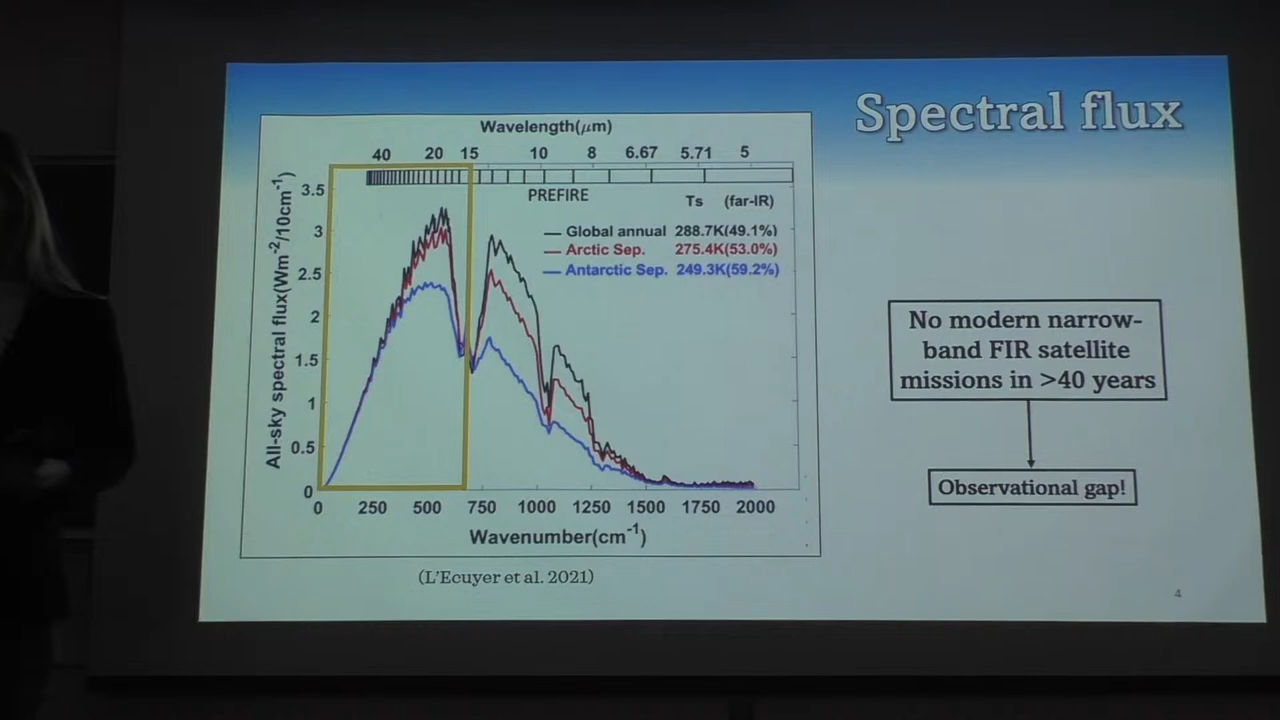 Spectral flux
Wavelength(μm)
40 20 15 10 8 6.67 5.71 5
PREFIRE
Ts (far-IR)
Global annual 288.7K(49.1%)
Arctic Sep. 275.4K(53.0%)
Antarctic Sep. 249.3K(59.2%)
All-sky spectral flux(Wm-2/10cm-1)
3.5
3
2.5
2
1.5
1
0.5
0
0 250 500 750 1000 1250 1500 1750 2000
Wavenumber(cm-1)
(L'Ecuyer et al. 2021)
No modern narrow-
band FIR satellite
missions in >40 years
Observational gap!
4